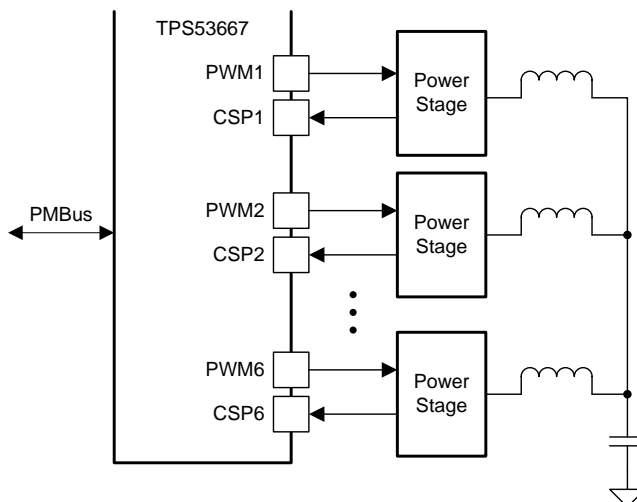 TPS53667
PWM1
CSP1
Power
Stage
PMBus
PWM2
CSP2
Power
Stage
PWM6
CSP6
Power
Stage